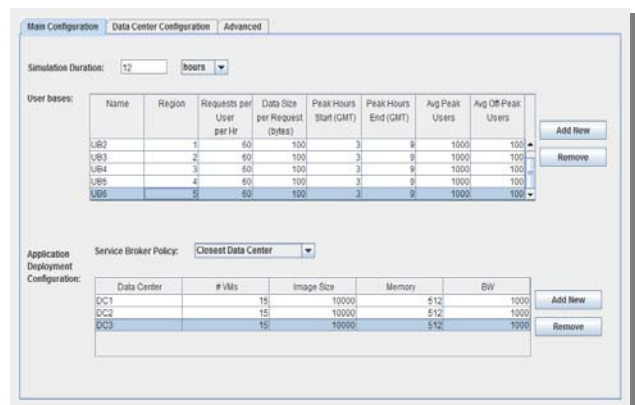 Main Configuration Data Center Configuration Advanced
Simulation Duration: 12 hours
User bases:
Name Region Requests per User per Hr Data Size per Request (bytes) Peak Hours Start (GMT) Peak Hours End (GMT) Avg Peak Users Avg Off-Peak Users
Add New
UB2 1 60 100 3 9 1000 100
UB3 2 60 100 3 9 1000 100
Remove
UB4 3 60 100 3 9 1000 100
UB5 4 60 100 3 9 1000 100
UB6 5 60 100 3 9 1000 100
Application Deployment Configuration:
Service Broker Policy: Closest Data Center
Data Center # VMs Image Size Memory BW
DC1 15 10000 512 1000
Add New
DC2 15 10000 512 1000
DC3 15 10000 512 1000
Remove